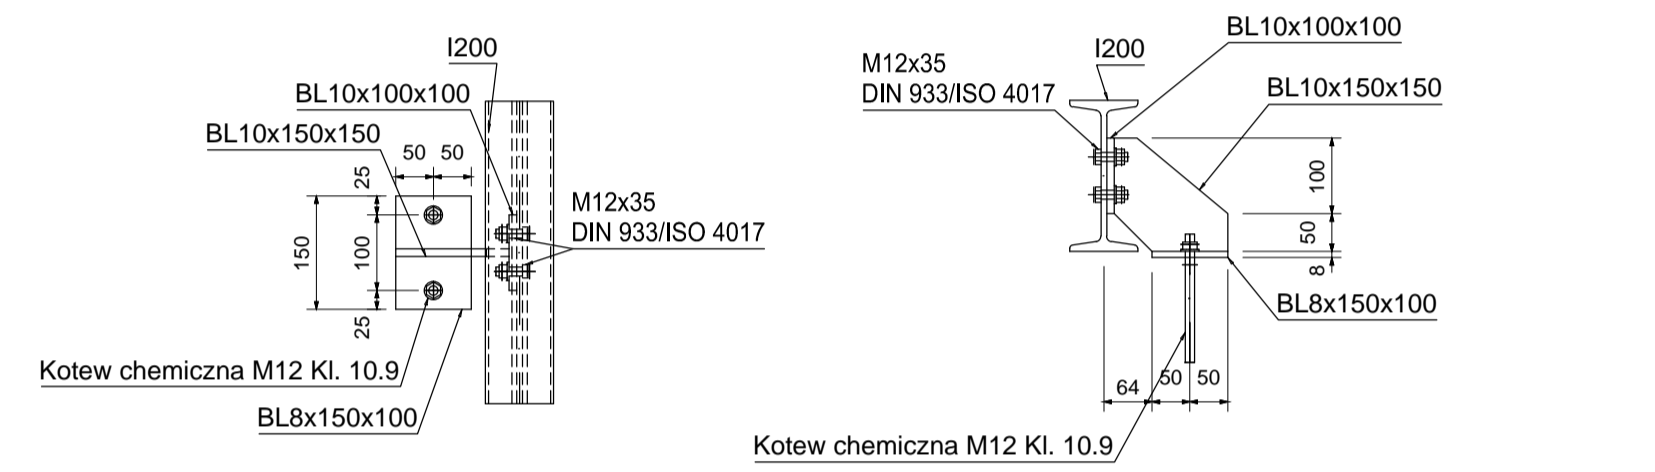 I200
BL10x100x100
BL10x150x150
50 50
25
150
100
25
M12x35
DIN 933/ISO 4017
Kotew chemiczna M12 Kl. 10.9
BL8x150x100
BL10x100x100
I200
M12x35
DIN 933/ISO 4017
BL10x150x150
100
50
8
BL8x150x100
64 50 50
Kotew chemiczna M12 Kl. 10.9